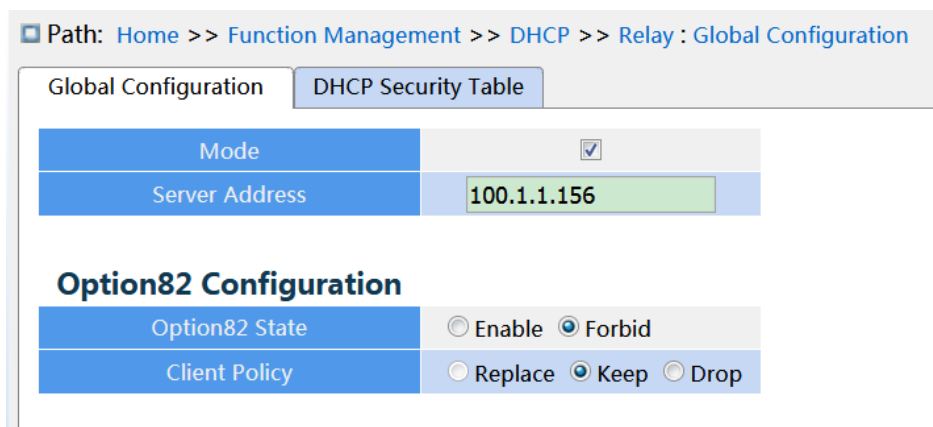 Path: Home >> Function Management >> DHCP >> Relay : Global Configuration
Global Configuration DHCP Security Table
Mode
Server Address 100.1.1.156
Option82 Configuration
Option82 State Enable Forbid
Client Policy Replace Keep Drop